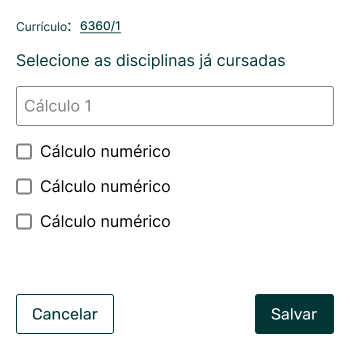 Currículo: 6360/1
Selecione as disciplinas já cursadas
Cálculo 1
Cálculo numérico
Cálculo numérico
Cálculo numérico
Cancelar Salvar